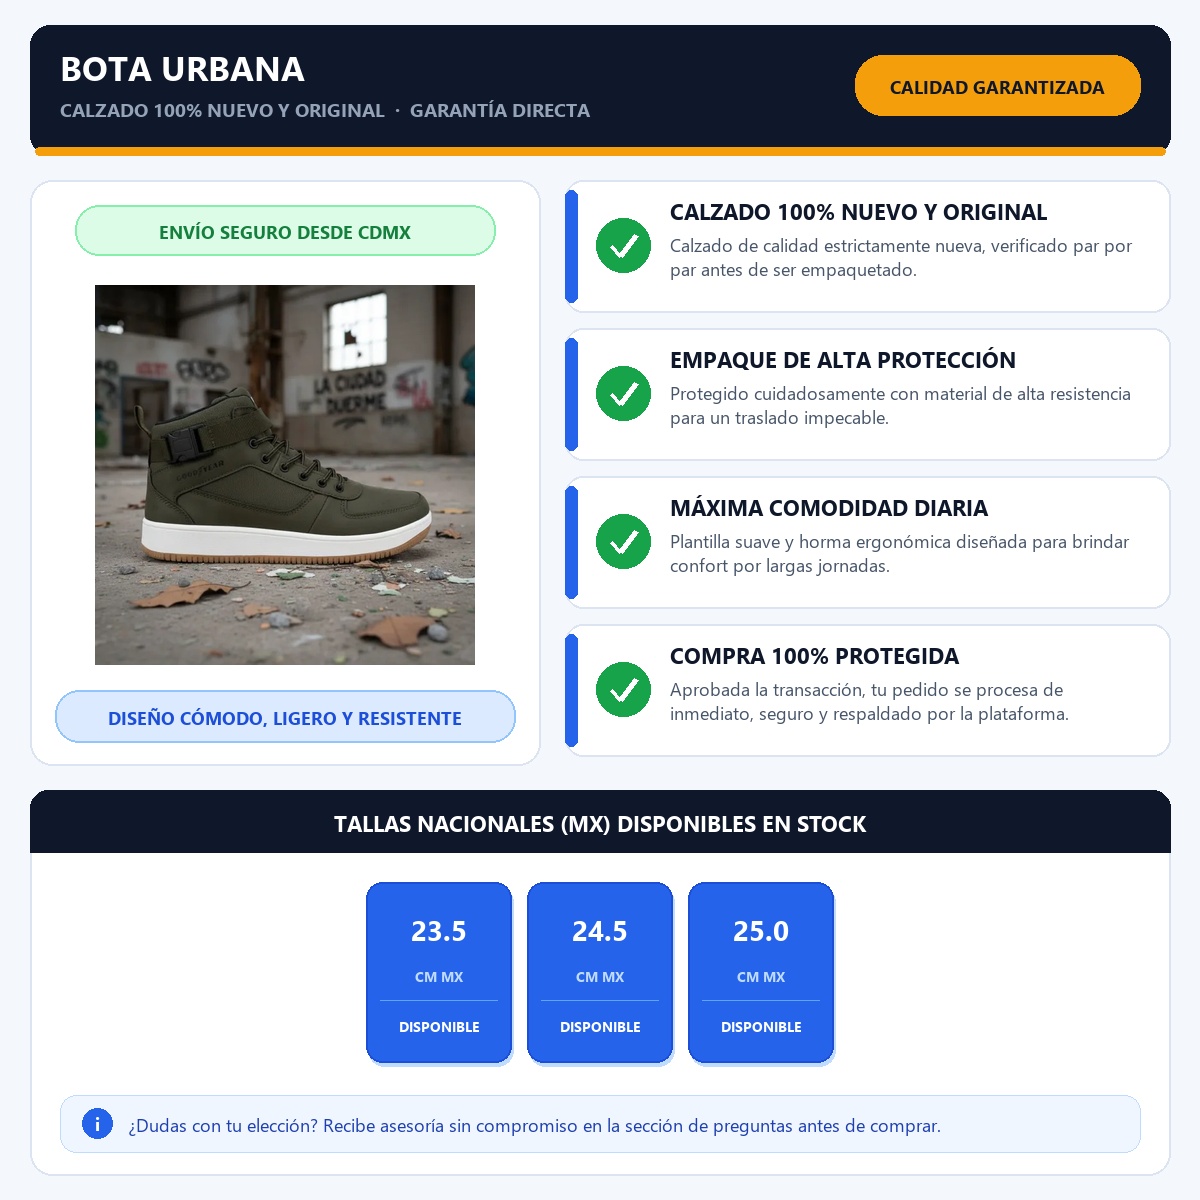 BOTA URBANA
CALZADO 100% NUEVO Y ORIGINAL · GARANTÍA DIRECTA
CALIDAD GARANTIZADA
ENVÍO SEGURO DESDE CDMX
LA CIUDAD
DUERME
DISEÑO CÓMODO, LIGERO Y RESISTENTE
CALZADO 100% NUEVO Y ORIGINAL
Calzado de calidad estrictamente nueva, verificado par por
par antes de ser empaquetado.
EMPAQUE DE ALTA PROTECCIÓN
Protegido cuidadosamente con material de alta resistencia
para un traslado impecable.
MÁXIMA COMODIDAD DIARIA
Plantilla suave y horma ergonómica diseñada para brindar
confort por largas jornadas.
COMPRA 100% PROTEGIDA
Aprobada la transacción, tu pedido se procesa de
inmediato, seguro y respaldado por la plataforma.
TALLAS NACIONALES (MX) DISPONIBLES EN STOCK
23.5
CM MX
DISPONIBLE
24.5
CM MX
DISPONIBLE
25.0
CM MX
DISPONIBLE
¿Dudas con tu elección? Recibe asesoría sin compromiso en la sección de preguntas antes de comprar.